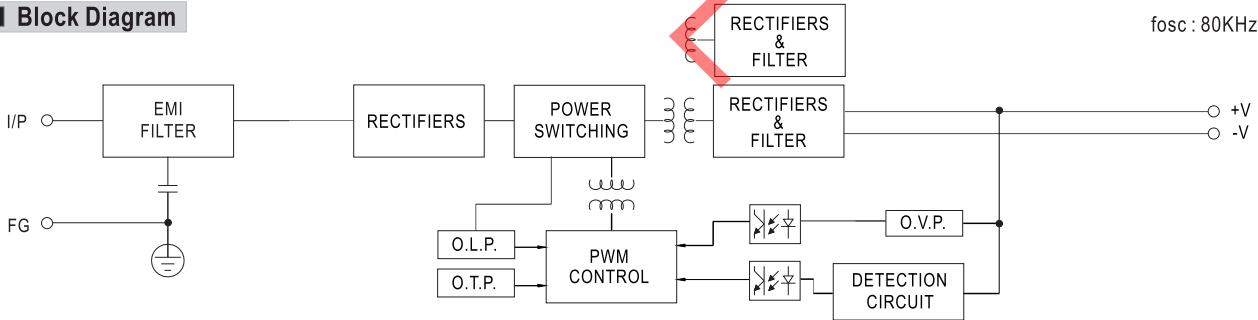 Block Diagram
fosc : 80KHz
RECTIFIERS
&
FILTER
I/P
EMI
FILTER
RECTIFIERS
POWER
SWITCHING
RECTIFIERS
&
FILTER
+V
-V
FG
O.L.P.
O.T.P.
PWM
CONTROL
O.V.P.
DETECTION
CIRCUIT